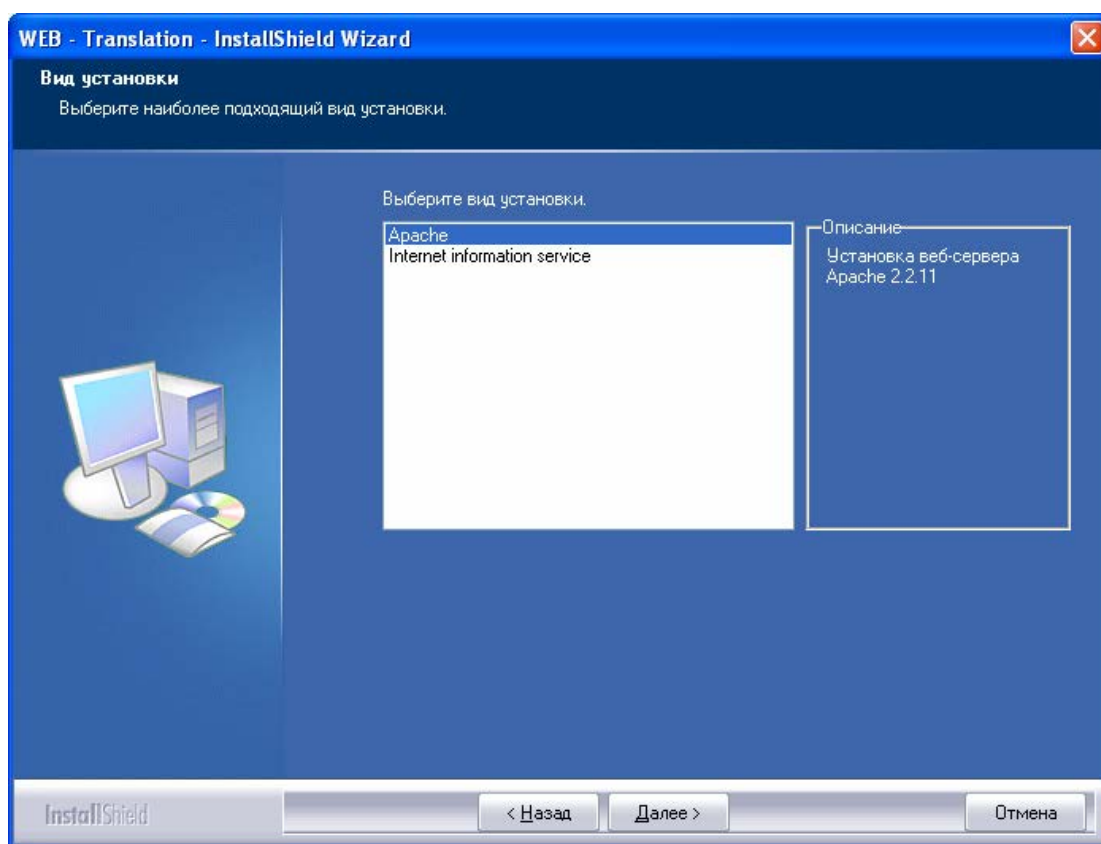 WEB - Translation - InstallShield Wizard
Вид установки
Выберите наиболее подходящий вид установки.
Выберите вид установки.
Apache
Internet information service
Описание
Установка веб-сервера
Apache 2.2.11
InstallShield
< Назад
Далее >
Отмена